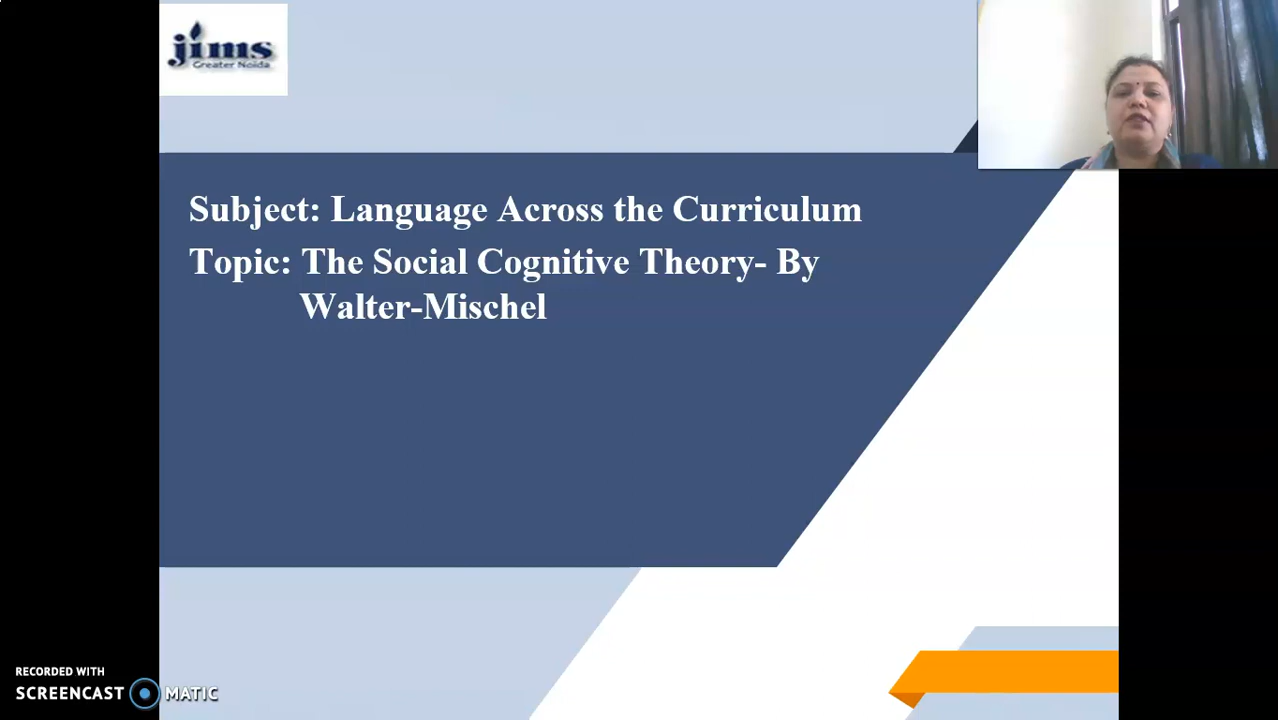 jims
Greater Noida
Subject: Language Across the Curriculum
Topic: The Social Cognitive Theory- By
Walter-Mischel
RECORDED WITH
SCREENCAST MATIC